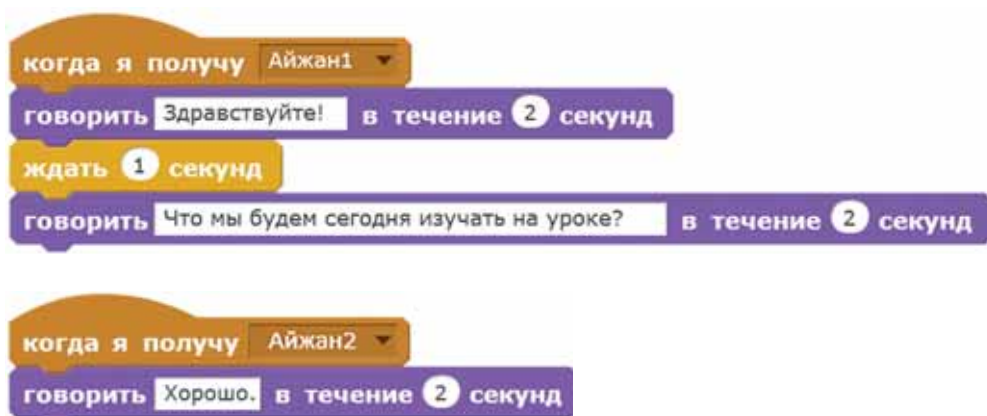 когда я получу Айжан1
говорить Здравствуйте! в течение 2 секунд
ждать 1 секунд
говорить Что мы будем сегодня изучать на уроке? в течение 2 секунд
когда я получу Айжан2
говорить Хорошо. в течение 2 секунд